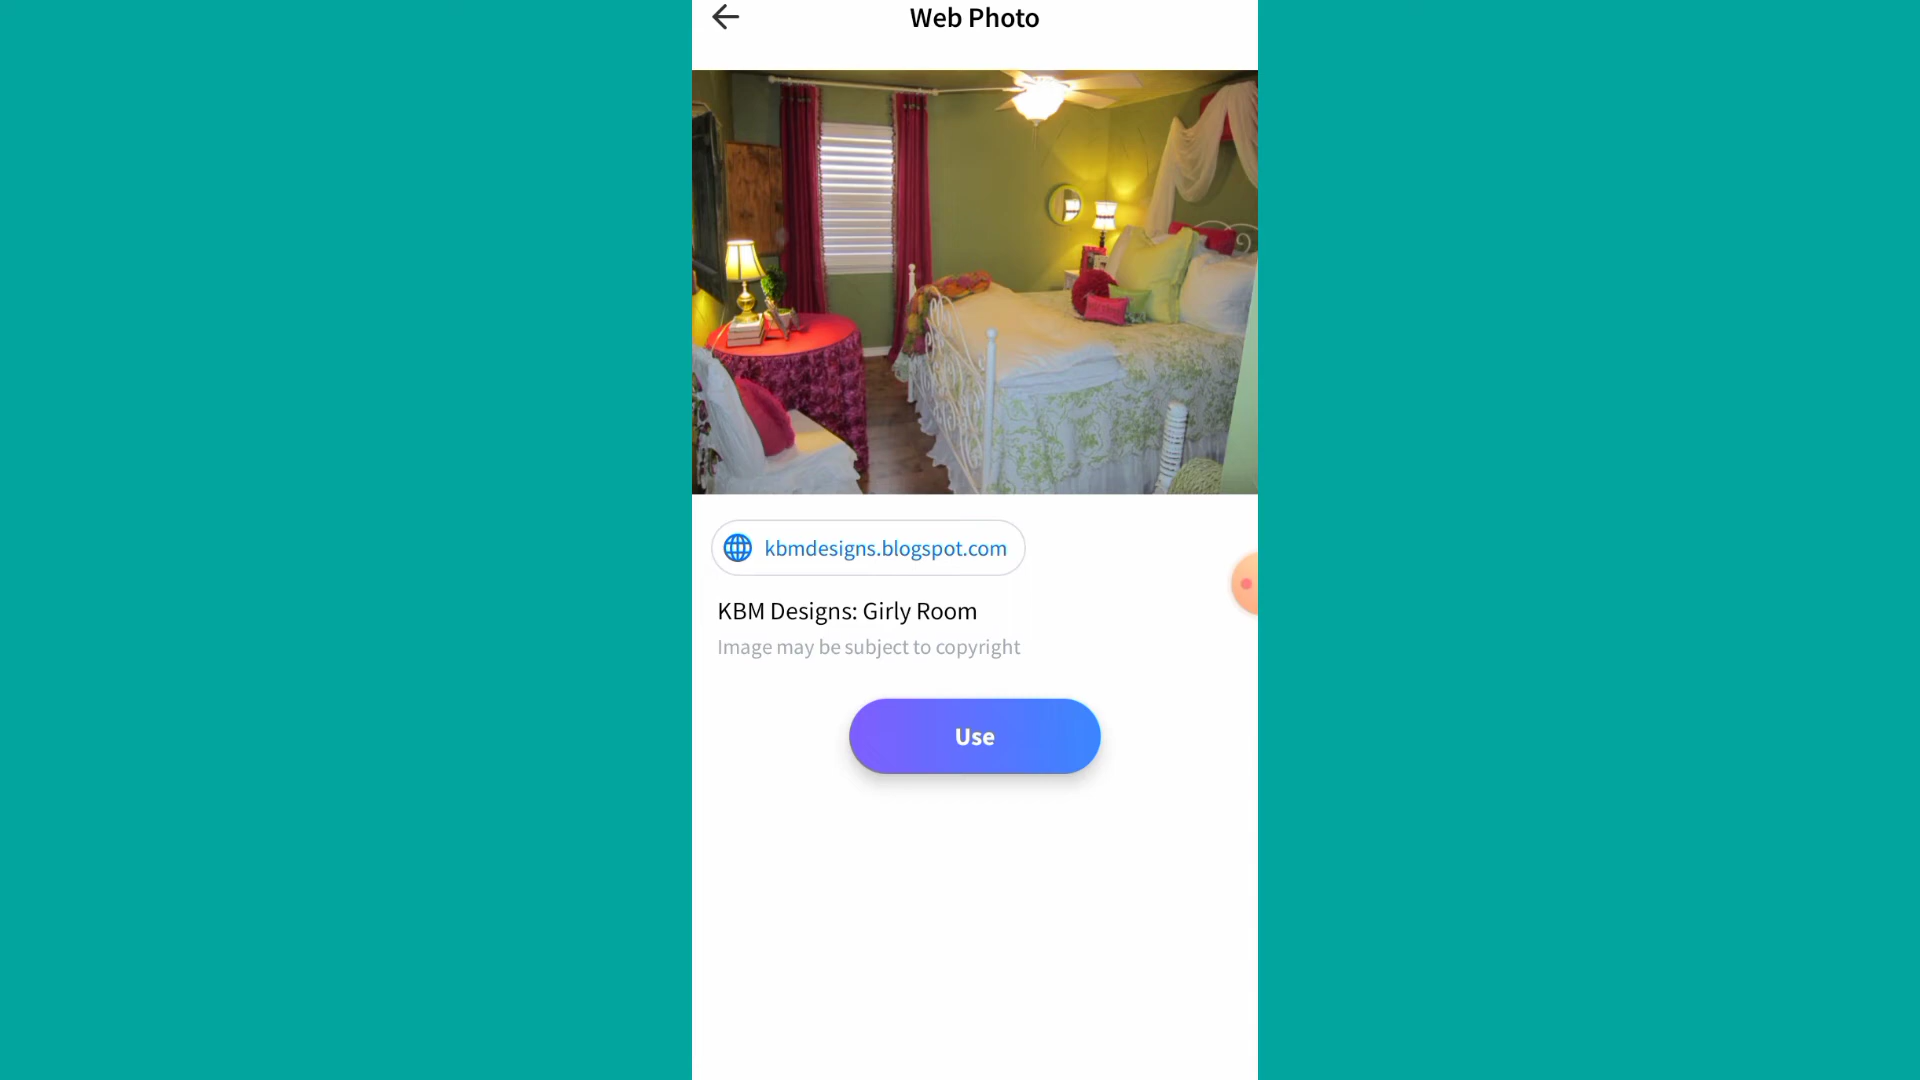 Web Photo
kbmdesigns.blogspot.com
KBM Designs: Girly Room
Image may be subject to copyright
Use